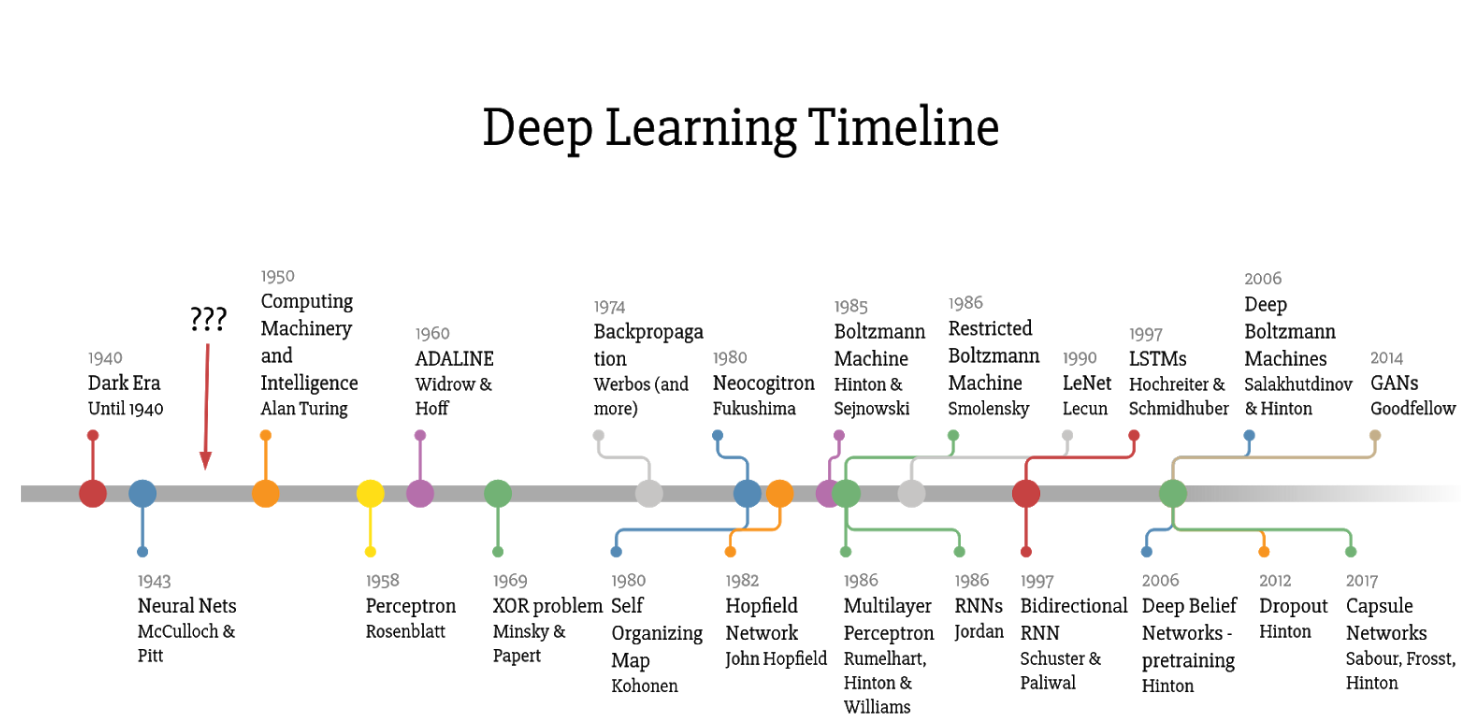 Deep Learning Timeline
???
1940
Dark Era
Until 1940
1950
Computing
Machinery
and
Intelligence
Alan Turing
1960
ADALINE
Widrow &
Hoff
1974
Backpropaga
tion
Werbos (and
more)
1980
Neocogitron
Fukushima
1985
Boltzmann
Machine
Hinton &
Sejnowski
1986
Restricted
Boltzmann
Machine
Smolensky
1990
LeNet
Lecun
1997
LSTMs
Hochreiter &
Schmidhuber
2006
Deep
Boltzmann
Machines
Salakhutdinov
& Hinton
2014
GANs
Goodfellow
1943
Neural Nets
McCulloch &
Pitt
1958
Perceptron
Rosenblatt
1969
XOR problem
Minsky &
Papert
1980
Self
Organizing
Map
Kohonen
1982
Hopfield
Network
John Hopfield
1986
Multilayer
Perceptron
Rumelhart,
Hinton &
Williams
1986
RNNs
Jordan
1997
Bidirectional
RNN
Schuster &
Paliwal
2006
Deep Belief
Networks -
pretraining
Hinton
2012
Dropout
Hinton
2017
Capsule
Networks
Sabour, Frosst,
Hinton